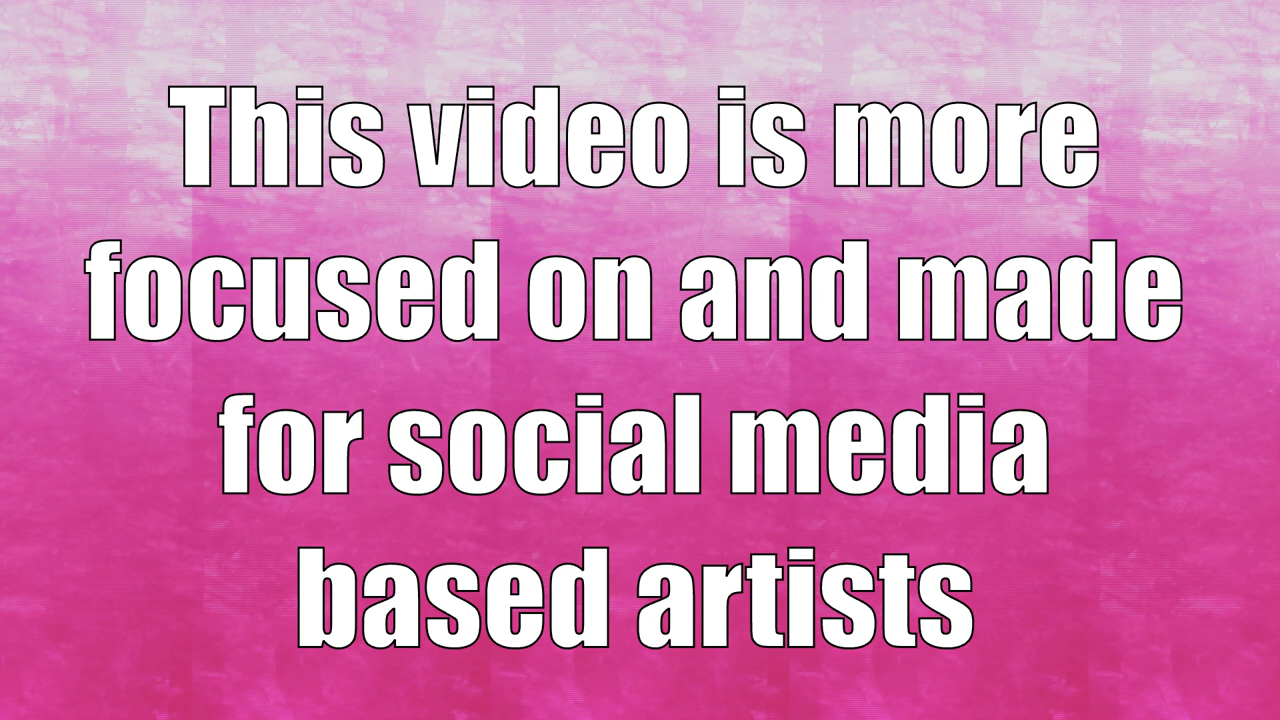 This video is more
focused on and made
for social media
based artists